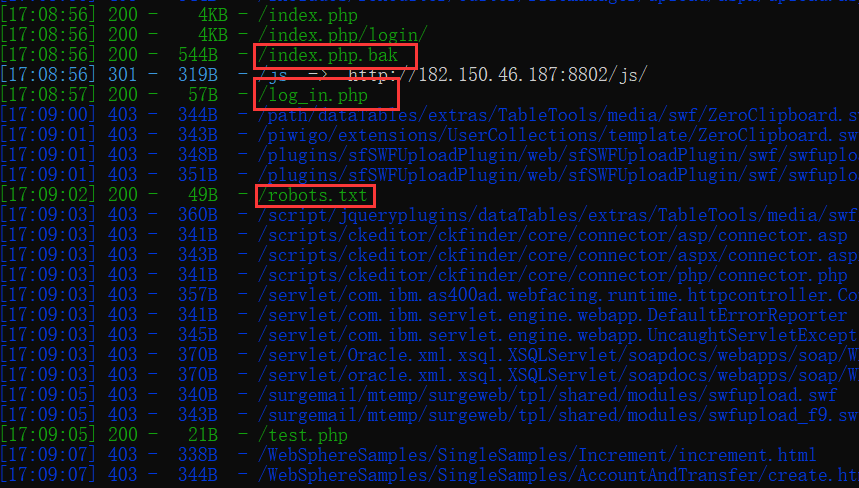 [17:08:56] 200 -    4KB - /index.php
[17:08:56] 200 -    4KB - /index.php/login/
[17:08:56] 200 -   544B - /index.php.bak
[17:08:56] 301 -   319B - /js  ->  http://182.150.46.187:8802/js/
[17:08:57] 200 -    57B - /log_in.php
[17:09:00] 403 -   344B - /path/dataTables/extras/TableTools/media/swf/ZeroClipboard.sw
[17:09:01] 403 -   343B - /piwigo/extensions/UserCollections/template/ZeroClipboard.sw
[17:09:01] 403 -   348B - /plugins/sfSWFUploadPlugin/web/sfSWFUploadPlugin/swf/swfuplo
[17:09:01] 403 -   351B - /plugins/sfSWFUploadPlugin/web/sfSWFUploadPlugin/swf/swfuplo
[17:09:02] 200 -    49B - /robots.txt
[17:09:03] 403 -   360B - /script/jqueryplugins/dataTables/extras/TableTools/media/swf
[17:09:03] 403 -   341B - /scripts/ckeditor/ckfinder/core/connector/asp/connector.asp
[17:09:03] 403 -   343B - /scripts/ckeditor/ckfinder/core/connector/aspx/connector.asp
[17:09:03] 403 -   341B - /scripts/ckeditor/ckfinder/core/connector/php/connector.php
[17:09:03] 403 -   357B - /servlet/com.ibm.as400ad.webfacing.runtime.httpcontroller.Co
[17:09:03] 403 -   341B - /servlet/com.ibm.servlet.engine.webapp.DefaultErrorReporter
[17:09:03] 403 -   345B - /servlet/com.ibm.servlet.engine.webapp.UncaughtServletExcept
[17:09:03] 403 -   370B - /servlet/Oracle.xml.xsql.XSQLServlet/soapdocs/webapps/soap/W
[17:09:03] 403 -   370B - /servlet/oracle.xml.xsql.XSQLServlet/soapdocs/webapps/soap/W
[17:09:05] 403 -   340B - /surgemail/mtemp/surgeweb/tpl/shared/modules/swfupload.swf
[17:09:05] 403 -   343B - /surgemail/mtemp/surgeweb/tpl/shared/modules/swfupload_f9.sw
[17:09:05] 200 -    21B - /test.php
[17:09:07] 403 -   338B - /WebSphereSamples/SingleSamples/Increment/increment.html
[17:09:07] 403 -   344B - /WebSphereSamples/SingleSamples/AccountAndTransfer/create.ht